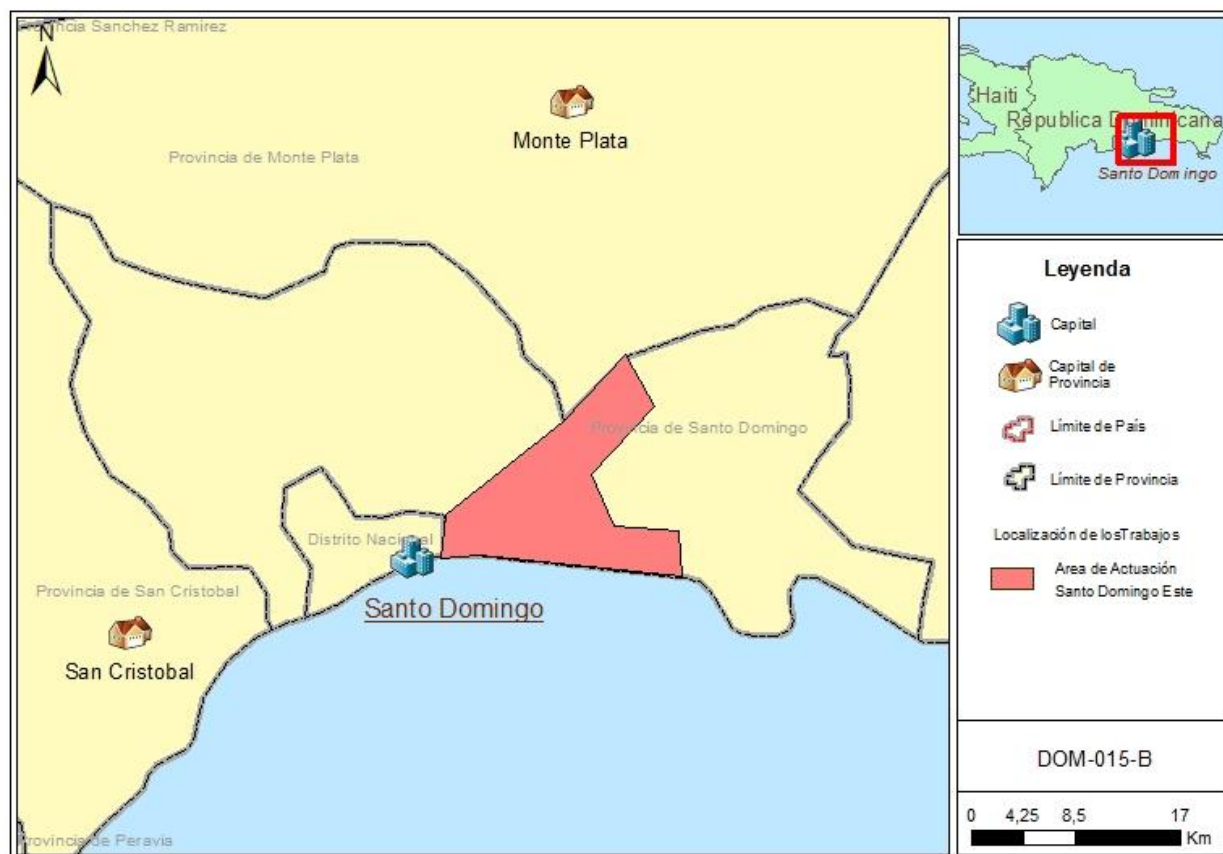 Provincia Sanchez Ramirez
N
Monte Plata
Provincia de Monte Plata
Provincia de Santo Domingo
Distrito Nacional
Santo Domingo
Provincia de San Cristobal
San Cristobal
Provincia de Peravia
Haiti
Republica Dominicana
Santo Domingo
Leyenda
Capital
Capital de
Provincia
Límite de País
Límite de Provincia
Localización de los Trabajos
Area de Actuación
Santo Domingo Este
DOM-015-B
0 4,25 8,5 17
Km